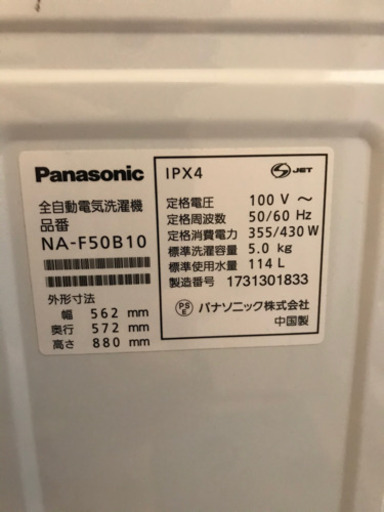 Panasonic
全自動電気洗濯機
品番
NA-F50B10
外形寸法
幅 562 mm
奥行 572 mm
高さ 880 mm
IPX4
S JET
定格電圧 100 V ~
定格周波数 50/60 Hz
定格消費電力 355/430 W
標準洗濯容量 5.0 kg
標準使用水量 114 L
製造番号 1731301833
PS E パナソニック株式会社
中国製